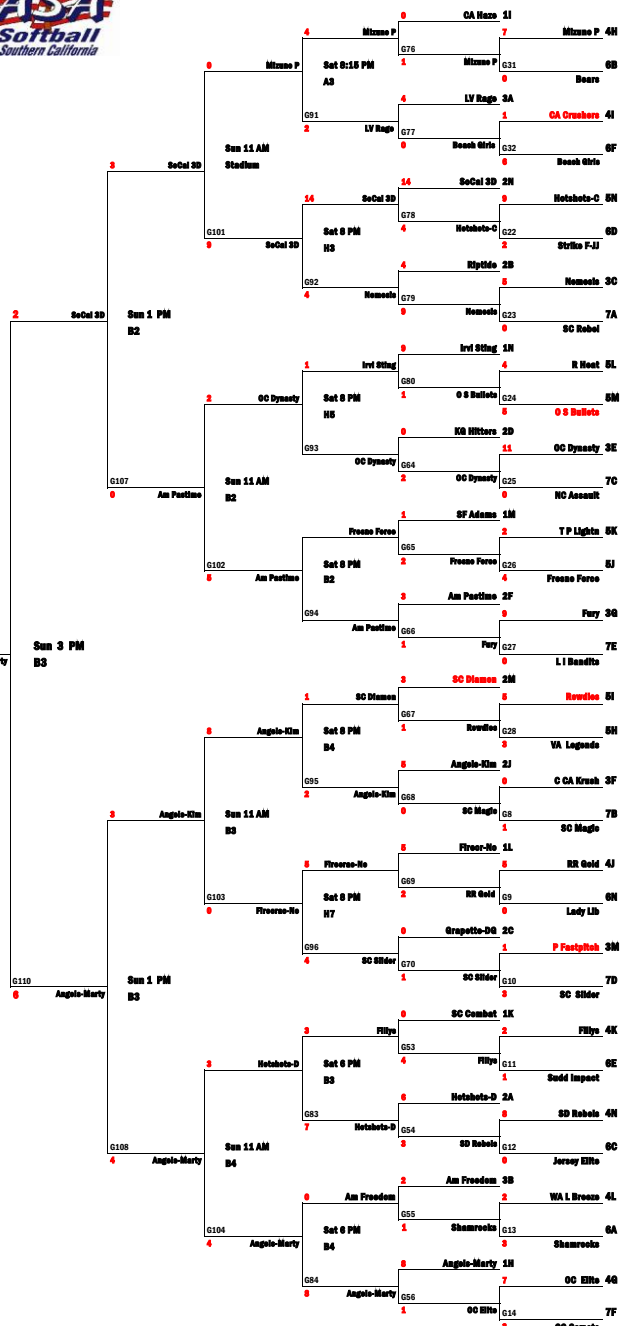 ASA
Softball
Southern California
0 CA Haze 1I
4 Mizuno P
7 Mizuno P 4H
G76
1 Mizuno P
G31 6B
0 Mizuno P
Sat 8:15 PM
0 Bears
A3
4 LV Rage 3A
G91
1 CA Crushers 4I
2 LV Rage
G77
0 Beach Girls
G32 6F
Sun 11 AM
6 Beach Girls
3 SoCal 3D
Stadium
14 SoCal 3D 2N
14 SoCal 3D
9 Hotshots-C 5N
G78
4 Hotshots-C
G101
Sat 8 PM
G22 6D
9 SoCal 3D
H3
2 Strike F-JJ
4 Riptide 2B
G92
5 Nemesis 3C
4 Nemesis
G79
9 Nemesis
2 SoCal 3D
Sun 1 PM
G23 7A
B2
0 SC Rebel
9 Irvi Sting 1N
1 Irvi Sting
4 R Heat 5L
G80
1 O S Bullets
2 OC Dynasty
Sat 8 PM
G24 5M
H5
5 O S Bullets
0 KG Hitters 2D
G93
11 OC Dynasty 3E
OC Dynasty
G64
2 OC Dynasty
G107
Sun 11 AM
G25 7C
0 Am Pastime
B2
0 NC Assault
1 SF Adams 1M
Fresno Force
2 T P Lightn 5K
G65
2 Fresno Force
G102
Sat 8 PM
G26 5J
5 Am Pastime
B2
4 Fresno Force
3 Am Pastime 2F
G94
9 Fury 3G
Am Pastime
G66
1 Fury
Sun 3 PM
G27 7E
B3
0 L I Bandits
rty
3 SC Diamon 2M
1 SC Diamon
5 Rowdies 5I
G67
1 Rowdies
8 Angels-Kim
Sat 8 PM
G28 5H
B4
3 VA Legends
5 Angels-Kim 2J
G95
0 C CA Krush 3F
2 Angels-Kim
G68
0 SC Magic
3 Angels-Kim
Sun 11 AM
G8 7B
B3
1 SC Magic
5 Fircrr-No 1L
5 Fircrac-No
5 RR Gold 4J
G69
2 RR Gold
G103
Sat 8 PM
G9 6N
0 Fircrac-No
H7
0 Lady Lib
0 Grapette-DG 2C
G96
1 P Fastpitch 3M
4 SC Slider
G70
1 SC Slider
G110
Sun 1 PM
G10 7D
6 Angels-Marty
B3
3 SC Slider
0 SC Combat 1K
3 Fillys
2 Fillys 4K
G53
4 Fillys
3 Hotshots-D
Sat 6 PM
G11 6E
B3
1 Sudd Impact
6 Hotshots-D 2A
G83
8 SD Rebels 4N
7 Hotshots-D
G54
3 SD Rebels
G108
Sun 11 AM
G12 6C
4 Angels-Marty
B4
0 Jersey Elite
2 Am Freedom 3B
0 Am Freedom
2 WA L Breeze 4L
G55
1 Shamrocks
G104
Sat 6 PM
G13 6A
4 Angels-Marty
B4
3 Shamrocks
8 Angels-Marty 1H
G84
7 OC Elite 4G
8 Angels-Marty
G56
1 OC Elite
G14 7F